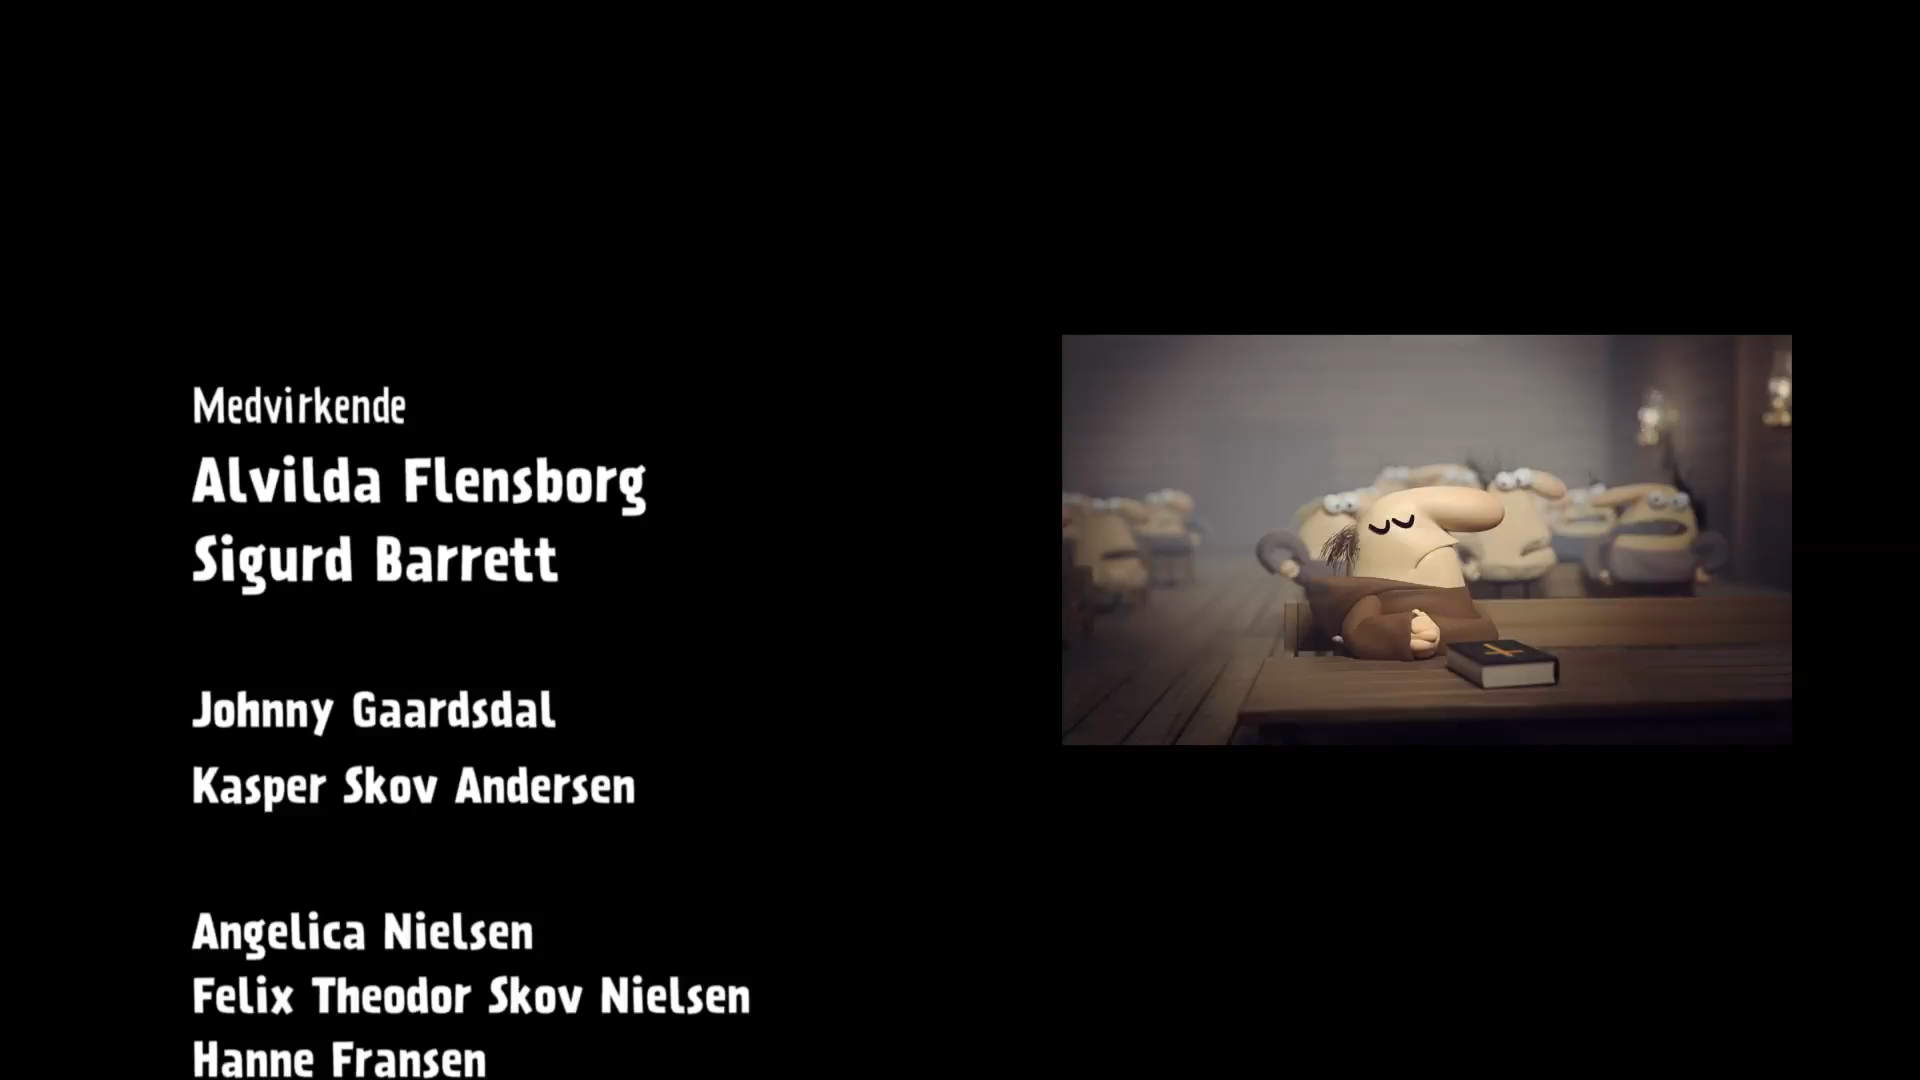 Medvirkende
Alvilda Flensborg
Sigurd Barrett
Johnny Gaardsdal
Kasper Skov Andersen
Angelica Nielsen
Felix Theodor Skov Nielsen
Hanne Fransen